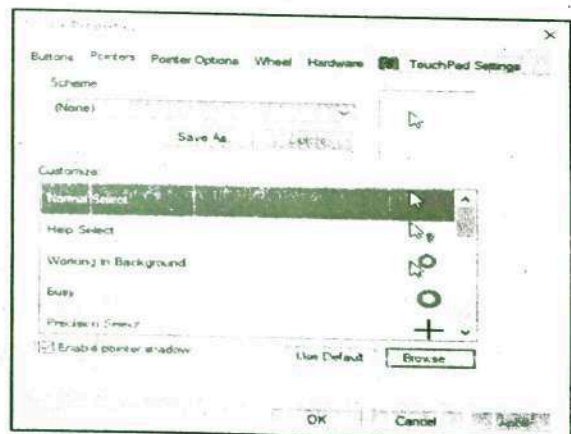 Buttons Pointers Pointer Options Wheel Hardware TouchPad Settings
Scheme
(None)
Save As...
Customize:
Normal Select
Help Select
Working In Background
Busy
Precision Select
Enable pointer shadow
Use Default Browse...
OK Cancel Apply